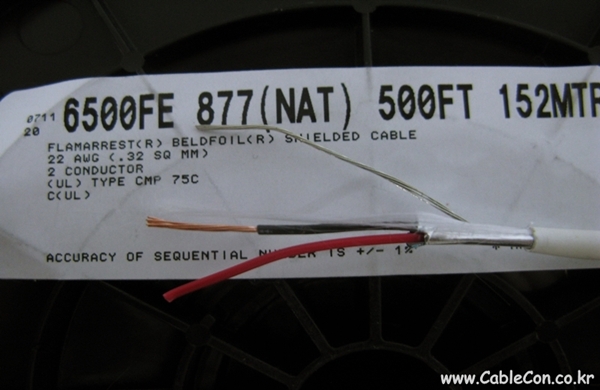 0711 6500FE 877(NAT) 500FT 152MTR
20
FLAMARREST(R) BELDFOIL(R) SHIELDED CABLE
22 AWG (.32 SQ MM)
2 CONDUCTOR
(UL) TYPE CMP 75C
C(UL)
ACCURACY OF SEQUENTIAL NUMBER IS +/- 1%
www.CableCon.co.kr